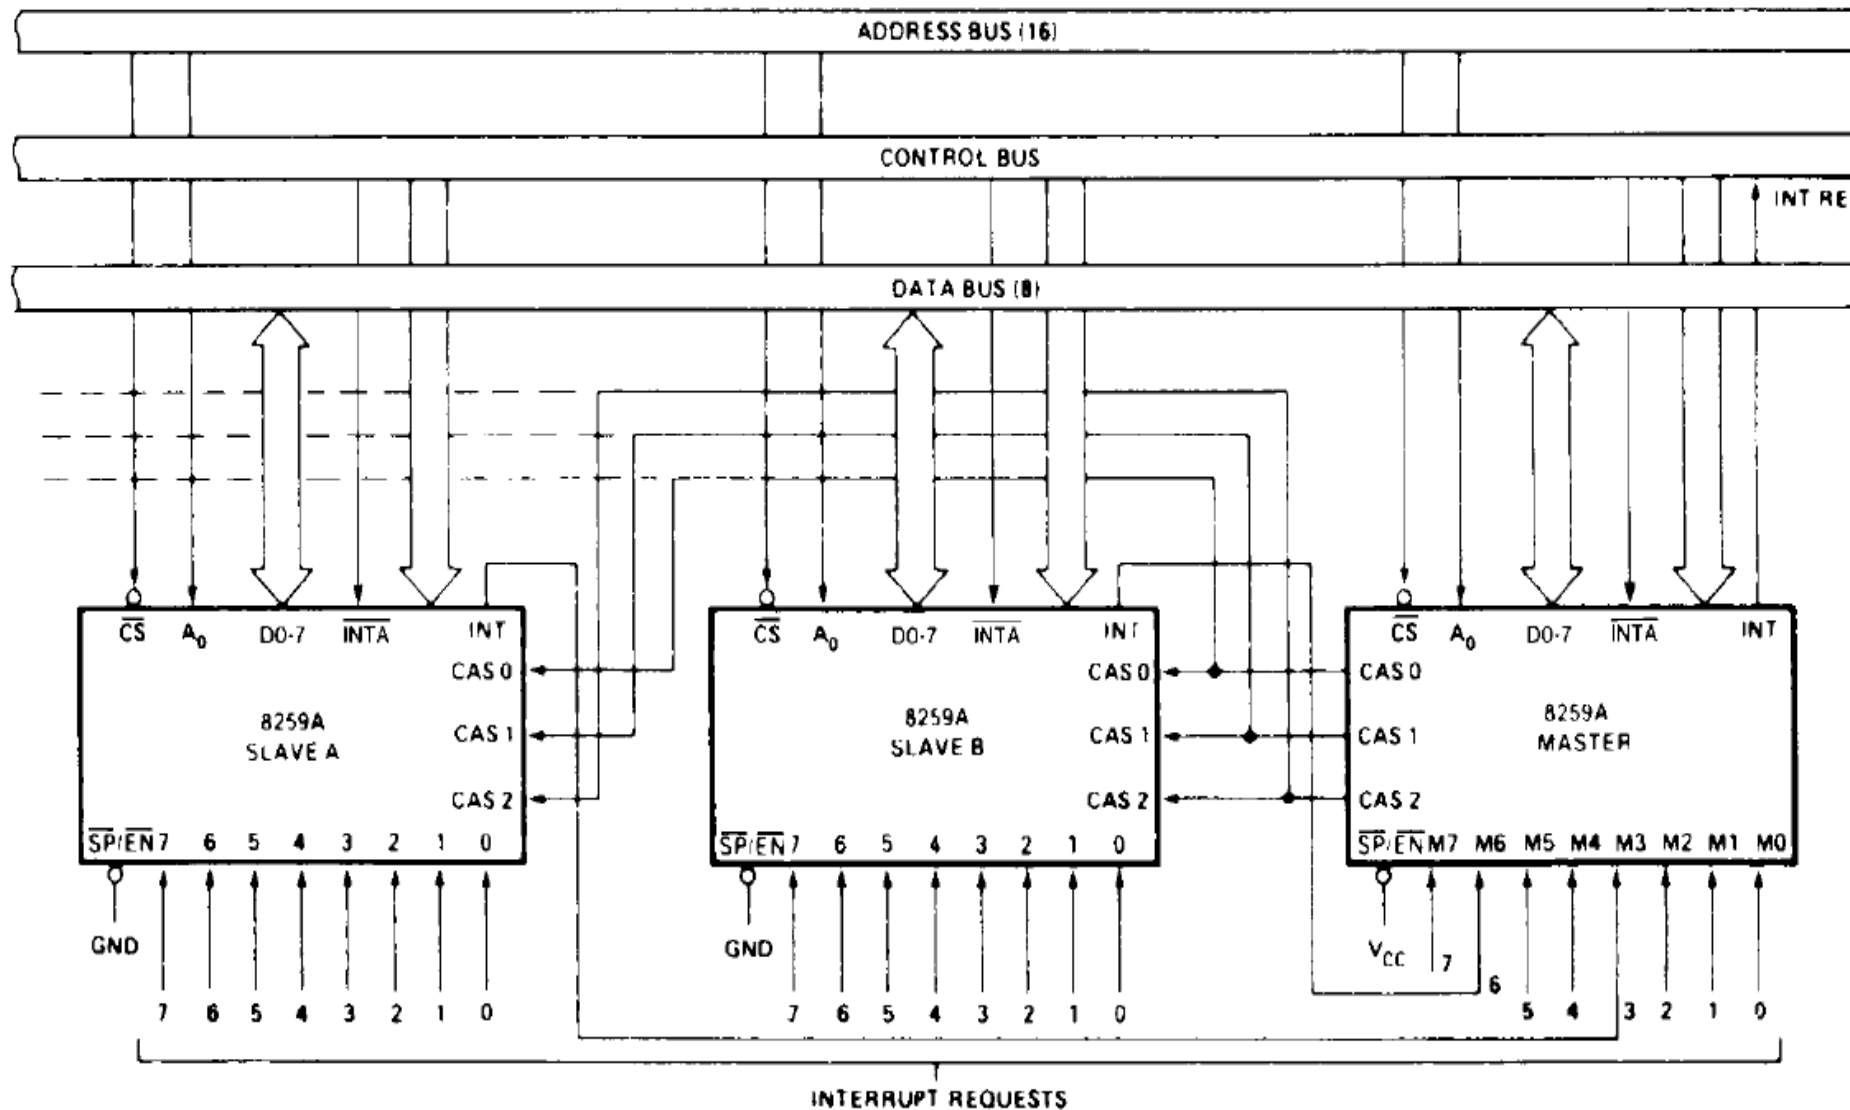 ADDRESS BUS (16)
CONTROL BUS
INT RE
DATA BUS (8)
CS A0 D0-7 INTA INT
CAS 0
8259A
SLAVE A
CAS 1
CAS 2
SP/EN 7 6 5 4 3 2 1 0
GND
7 6 5 4 3 2 1 0
CS A0 D0-7 INTA INT
CAS 0
8259A
SLAVE B
CAS 1
CAS 2
SP/EN 7 6 5 4 3 2 1 0
GND
7 6 5 4 3 2 1 0
CS A0 D0-7 INTA INT
CAS 0
8259A
MASTER
CAS 1
CAS 2
SP/EN M7 M6 M5 M4 M3 M2 M1 M0
VCC
7 6 5 4 3 2 1 0
INTERRUPT REQUESTS